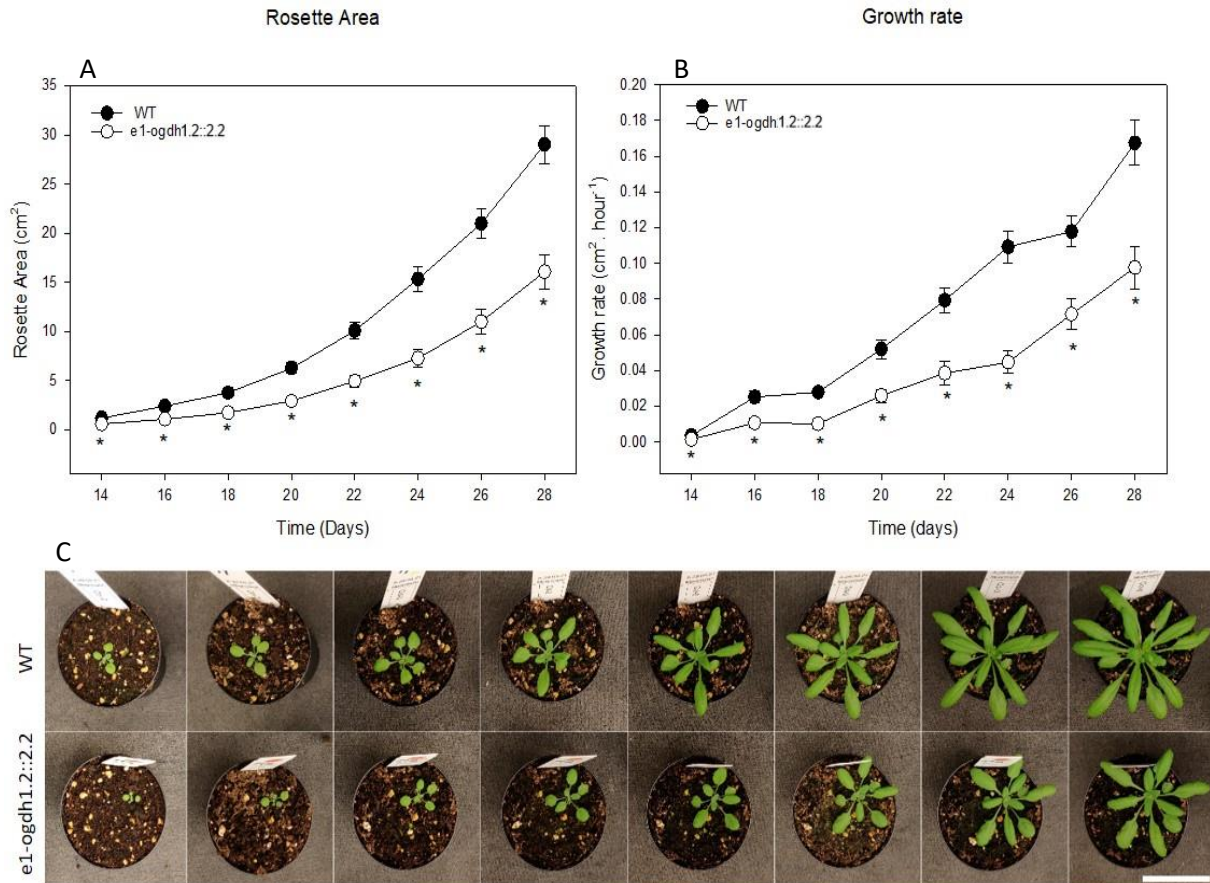 Rosette Area
Growth rate
A
B
35
30
25
20
15
10
5
0
Rosette Area (cm²)
WT
e1-ogdh1.2::2.2
*
*
*
*
*
*
*
*
14 16 18 20 22 24 26 28
Time (Days)
0.20
0.18
0.16
0.14
0.12
0.10
0.08
0.06
0.04
0.02
0.00
Growth rate (cm². hour⁻¹)
WT
e1-ogdh1.2::2.2
*
*
*
*
*
*
*
*
14 16 18 20 22 24 26 28
Time (days)
C
WT
e1-ogdh1.2::2.2